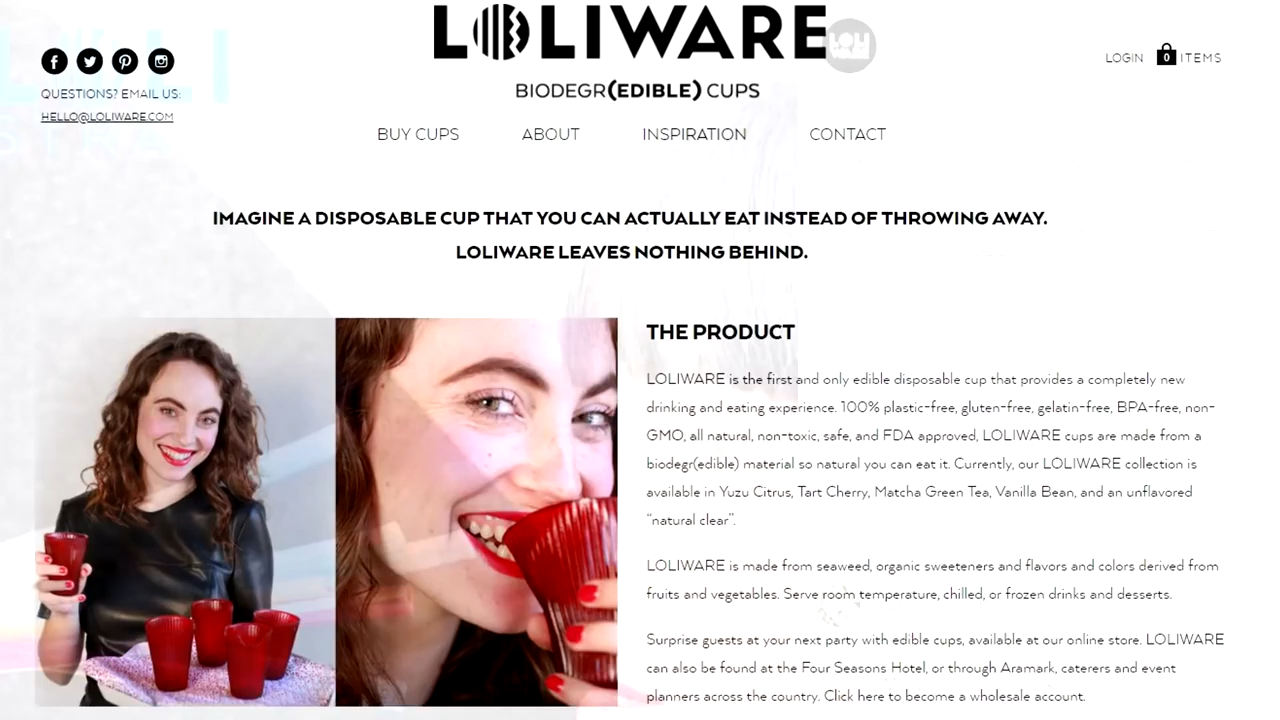 LOLIWARE
BIODEGR(EDIBLE) CUPS
QUESTIONS? EMAIL US:
HELLO@LOLIWARE.COM
LOGIN 0 ITEMS
BUY CUPS ABOUT INSPIRATION CONTACT
IMAGINE A DISPOSABLE CUP THAT YOU CAN ACTUALLY EAT INSTEAD OF THROWING AWAY.
LOLIWARE LEAVES NOTHING BEHIND.
THE PRODUCT
LOLIWARE is the first and only edible disposable cup that provides a completely new
drinking and eating experience. 100% plastic-free, gluten-free, gelatin-free, BPA-free, non-
GMO, all natural, non-toxic, safe, and FDA approved, LOLIWARE cups are made from a
biodegr(edible) material so natural you can eat it. Currently, our LOLIWARE collection is
available in Yuzu Citrus, Tart Cherry, Matcha Green Tea, Vanilla Bean, and an unflavored
“natural clear”.
LOLIWARE is made from seaweed, organic sweeteners and flavors and colors derived from
fruits and vegetables. Serve room temperature, chilled, or frozen drinks and desserts.
Surprise guests at your next party with edible cups, available at our online store. LOLIWARE
can also be found at the Four Seasons Hotel, or through Aramark, caterers and event
planners across the country. Click here to become a wholesale account.